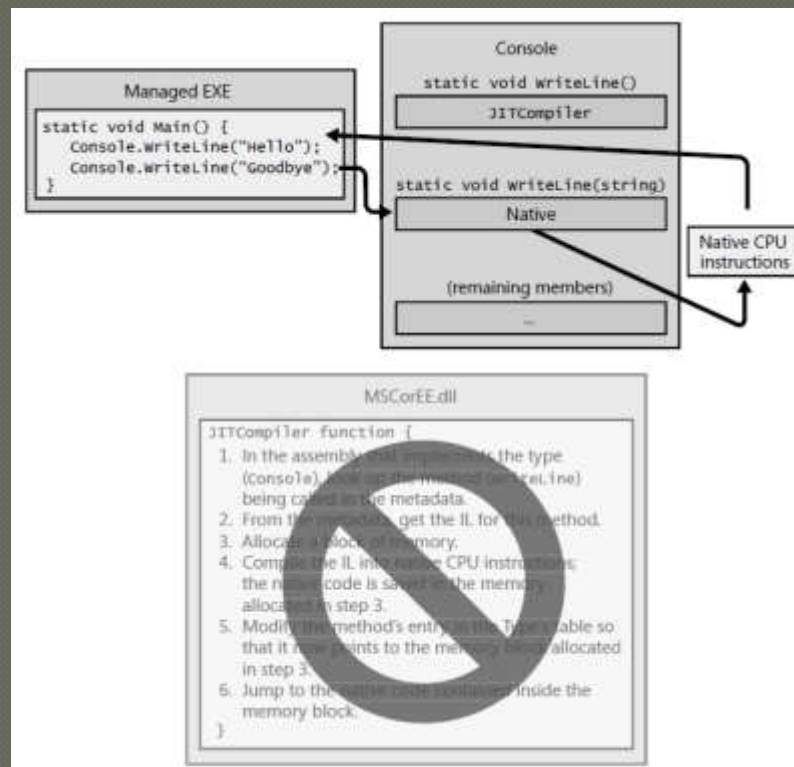 Managed EXE
static void Main() {
Console.WriteLine("Hello");
Console.WriteLine("Goodbye");
}
Console
static void WriteLine()
JITCompiler
static void WriteLine(string)
Native
(remaining members)
...
Native CPU
instructions
MSCorEE.dll
JITCompiler function {
1. In the assembly that implements the type
(Console), look up the method (WriteLine)
being called in the metadata.
2. From the metadata, get the IL for this method.
3. Allocate a block of memory.
4. Compile the IL into native CPU instructions;
the native code is saved in the memory
allocated in step 3.
5. Modify the method's entry in the Type's table so
that it now points to the memory block allocated
in step 3.
6. Jump to the native code contained inside the
memory block.
}